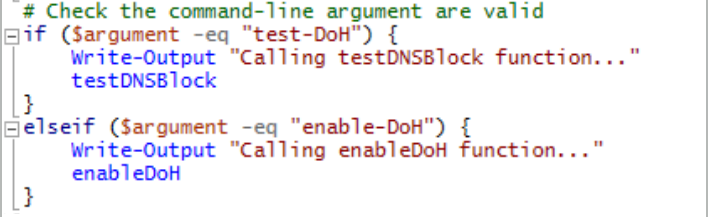 # Check the command-line argument are valid
if ($argument -eq "test-DoH") {
    Write-Output "Calling testDNSBlock function..."
    testDNSBlock
}
elseif ($argument -eq "enable-DoH") {
    Write-Output "Calling enableDoH function..."
    enableDoH
}